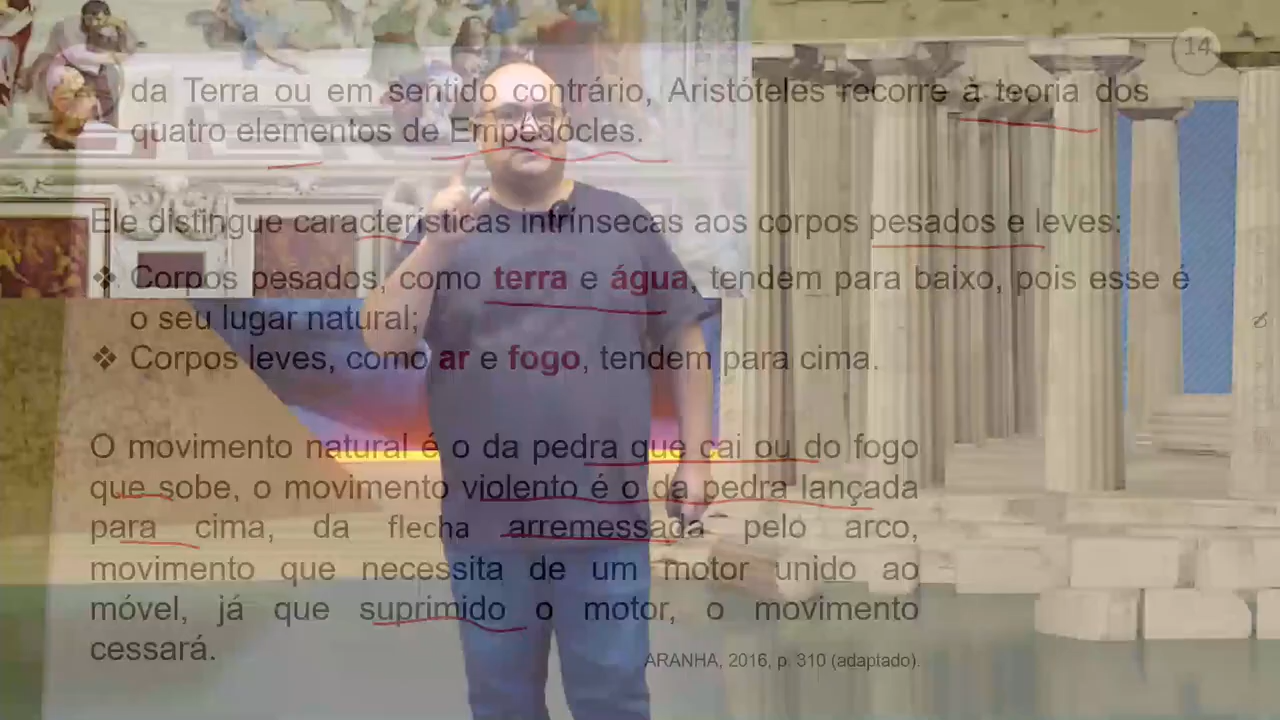 14
da Terra ou em sentido contrário, Aristóteles recorre à teoria dos
quatro elementos de Empédocles.
Ele distingue características intrínsecas aos corpos pesados e leves:
❖ Corpos pesados, como terra e água, tendem para baixo, pois esse é
o seu lugar natural;
❖ Corpos leves, como ar e fogo, tendem para cima.
O movimento natural é o da pedra que cai ou do fogo
que sobe, o movimento violento é o da pedra lançada
para cima, da flecha arremessada pelo arco,
movimento que necessita de um motor unido ao
móvel, já que suprimido o motor, o movimento
cessará.
ARANHA, 2016, p. 310 (adaptado).